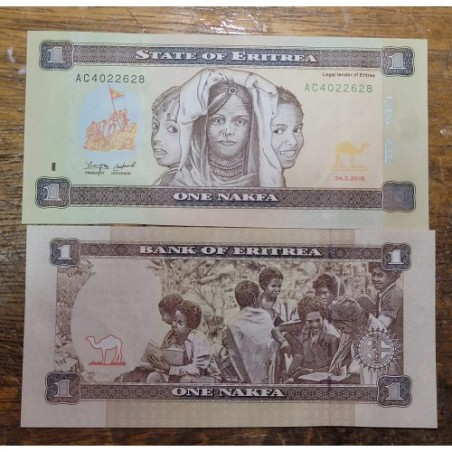 1 STATE OF ERITREA 1
Legal tender of Eritrea
AC4022628 AC4022628
24.5.2015
1 ONE NAKFA
1 BANK OF ERITREA 1
1 ONE NAKFA 1